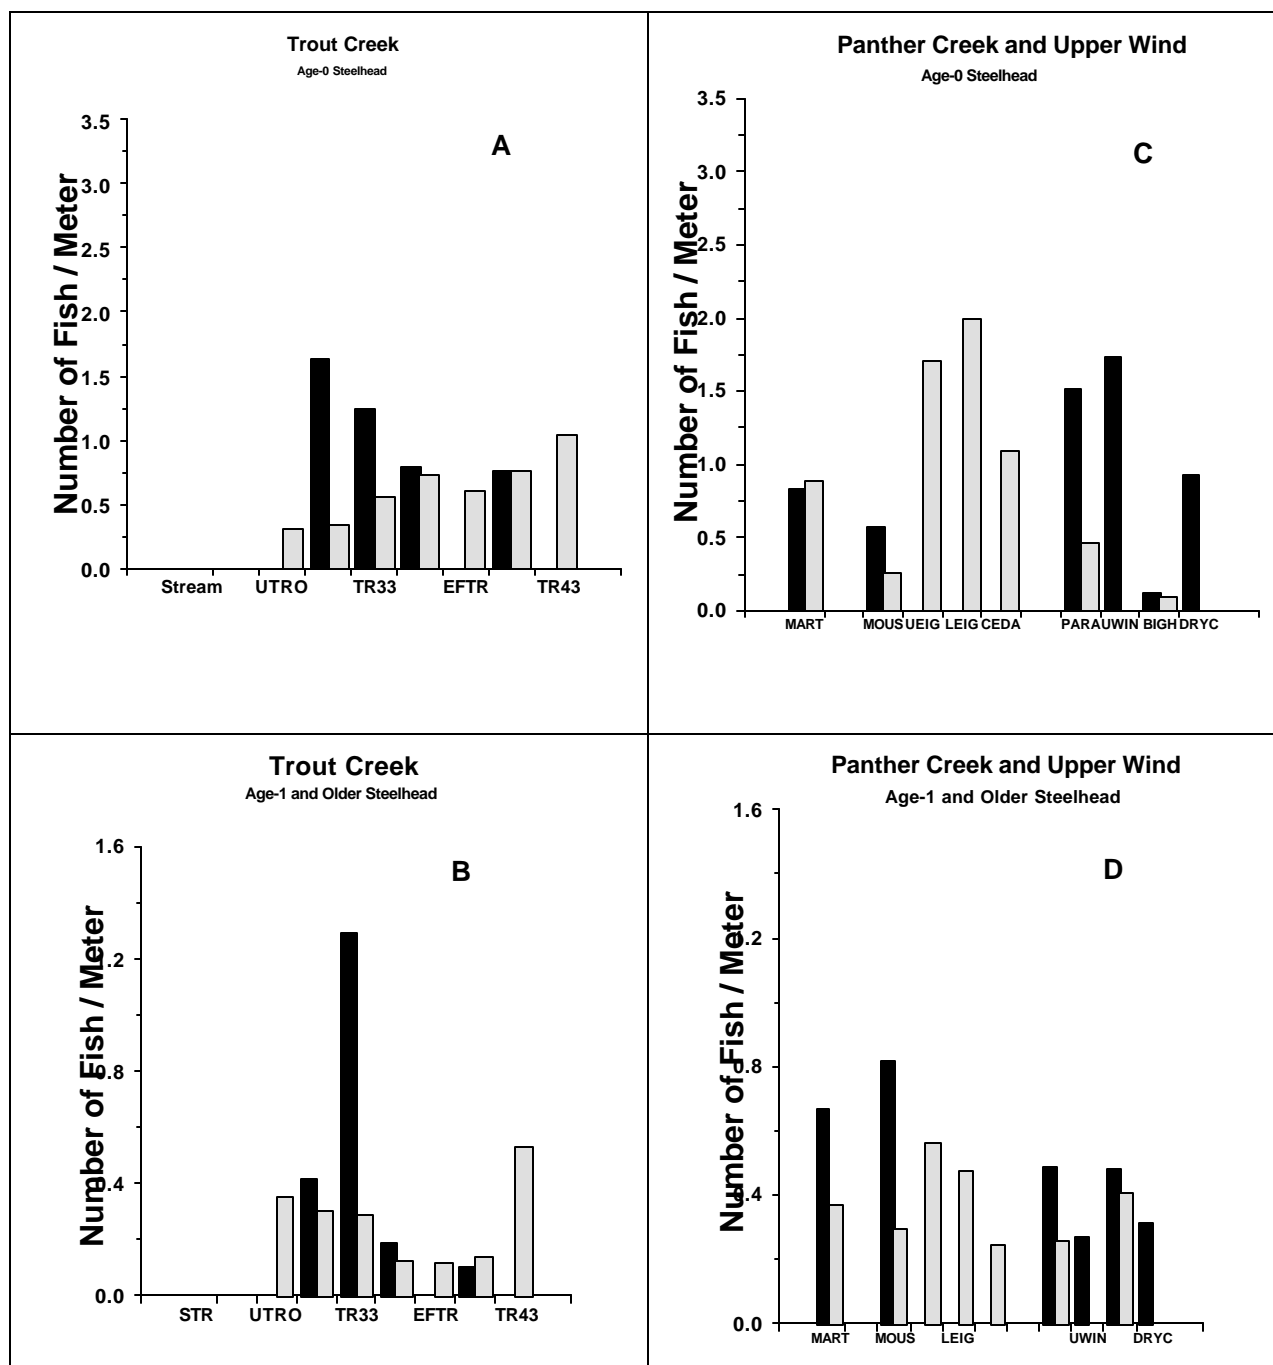 Trout Creek
Age-0 Steelhead
A
Number of Fish / Meter
3.5
3.0
2.5
2.0
1.5
1.0
0.5
0.0
Stream UTRO TR33 EFTR TR43
Panther Creek and Upper Wind
Age-0 Steelhead
C
Number of Fish / Meter
3.5
3.0
2.5
2.0
1.5
1.0
0.5
0.0
MART MOUS UEIG LEIG CEDA PARA UWIN BIGH DRYC
Trout Creek
Age-1 and Older Steelhead
B
Number of Fish / Meter
1.6
1.2
0.8
0.4
0.0
STR UTRO TR33 EFTR TR43
Panther Creek and Upper Wind
Age-1 and Older Steelhead
D
Number of Fish / Meter
1.6
1.2
0.8
0.4
0.0
MART MOUS LEIG UWIN DRYC